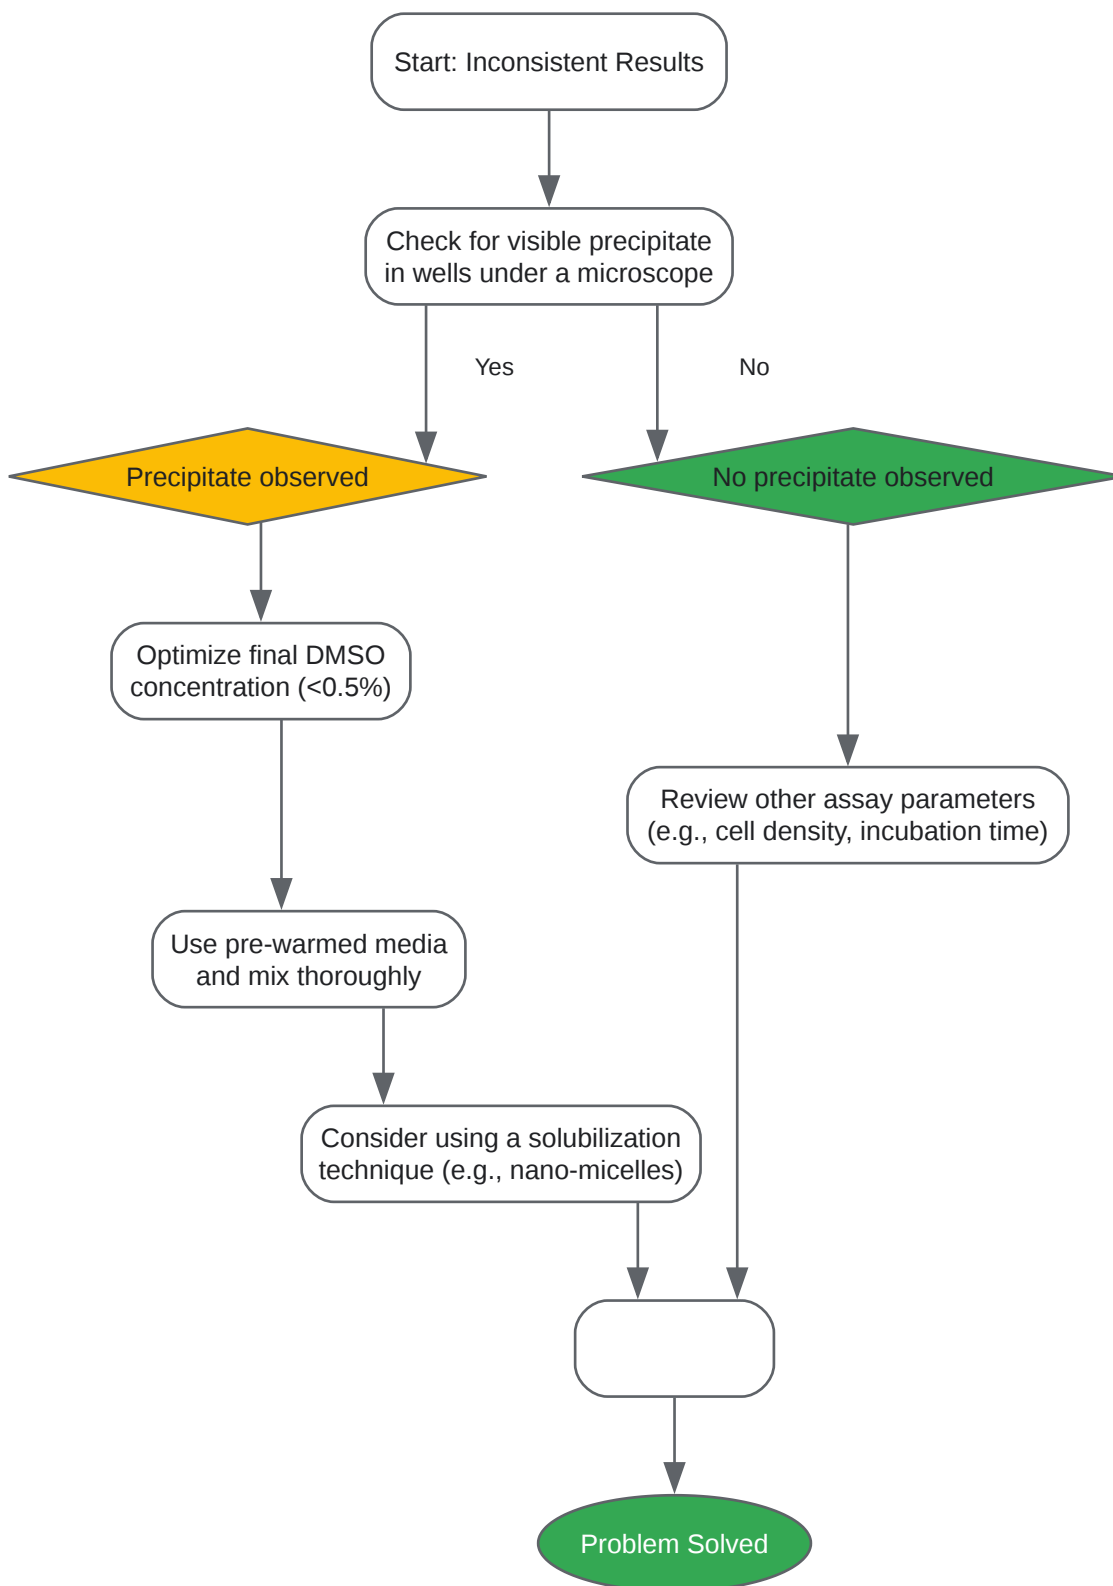 Start: Inconsistent Results
Check for visible precipitate
in wells under a microscope
Yes
No
Precipitate observed
No precipitate observed
Optimize final DMSO
concentration (<0.5%)
Review other assay parameters
(e.g., cell density, incubation time)
Use pre-warmed media
and mix thoroughly
Consider using a solubilization
technique (e.g., nano-micelles)
Problem Solved